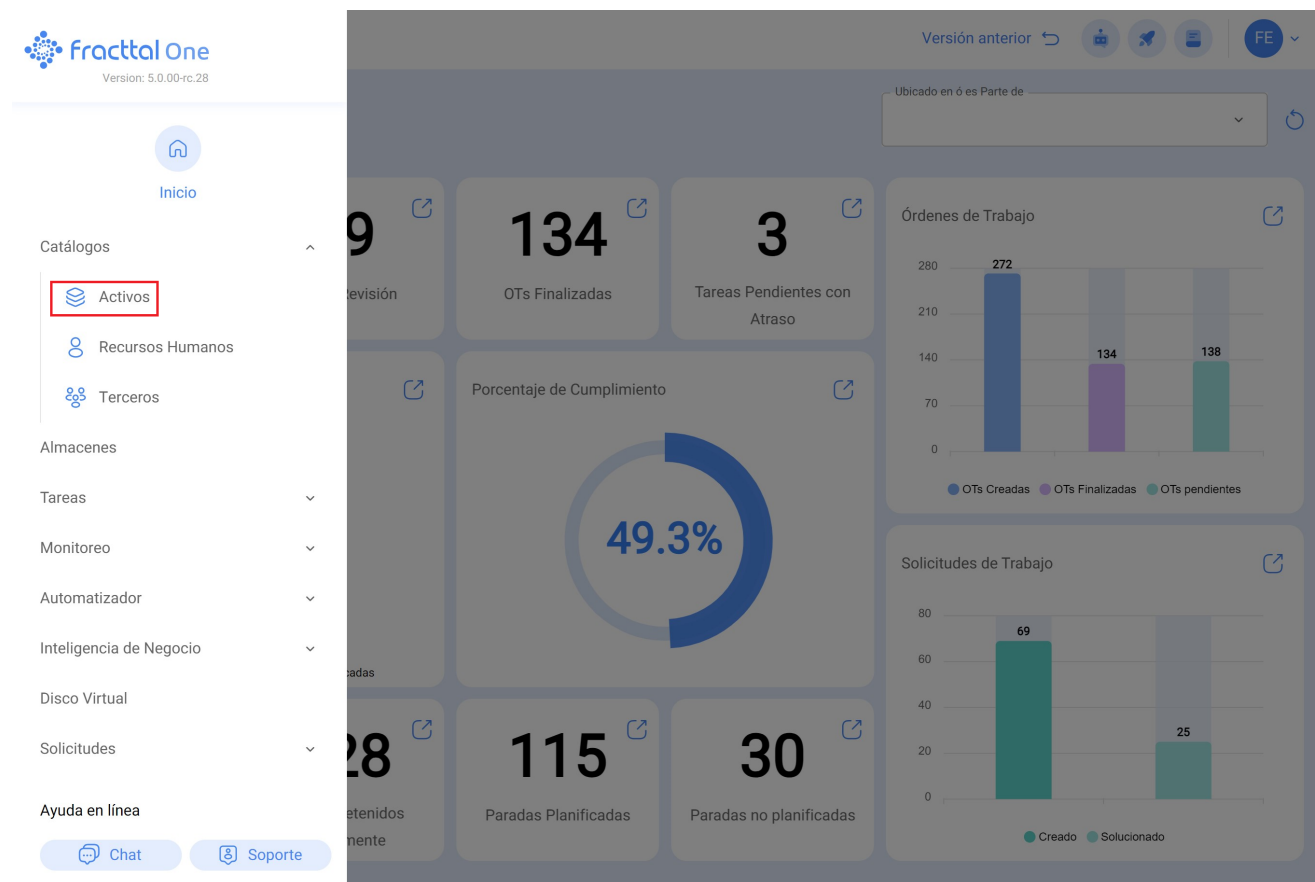 fracttal One
Version: 5.0.00-rc.28
Inicio
Catálogos
Activos
Recursos Humanos
Terceros
Almacenes
Tareas
Monitoreo
Automatizador
Inteligencia de Negocio
Disco Virtual
Solicitudes
Ayuda en línea
Chat
Soporte
Versión anterior
FE
Ubicado en ó es Parte de
9
134
OTs Finalizadas
3
Tareas Pendientes con
Atraso
Porcentaje de Cumplimiento
49.3%
cadas
28
etenidos
mente
115
Paradas Planificadas
30
Paradas no planificadas
Órdenes de Trabajo
280
210
140
70
0
272
134
138
OTs Creadas
OTs Finalizadas
OTs pendientes
Solicitudes de Trabajo
80
60
40
20
0
69
25
Creado
Solucionado